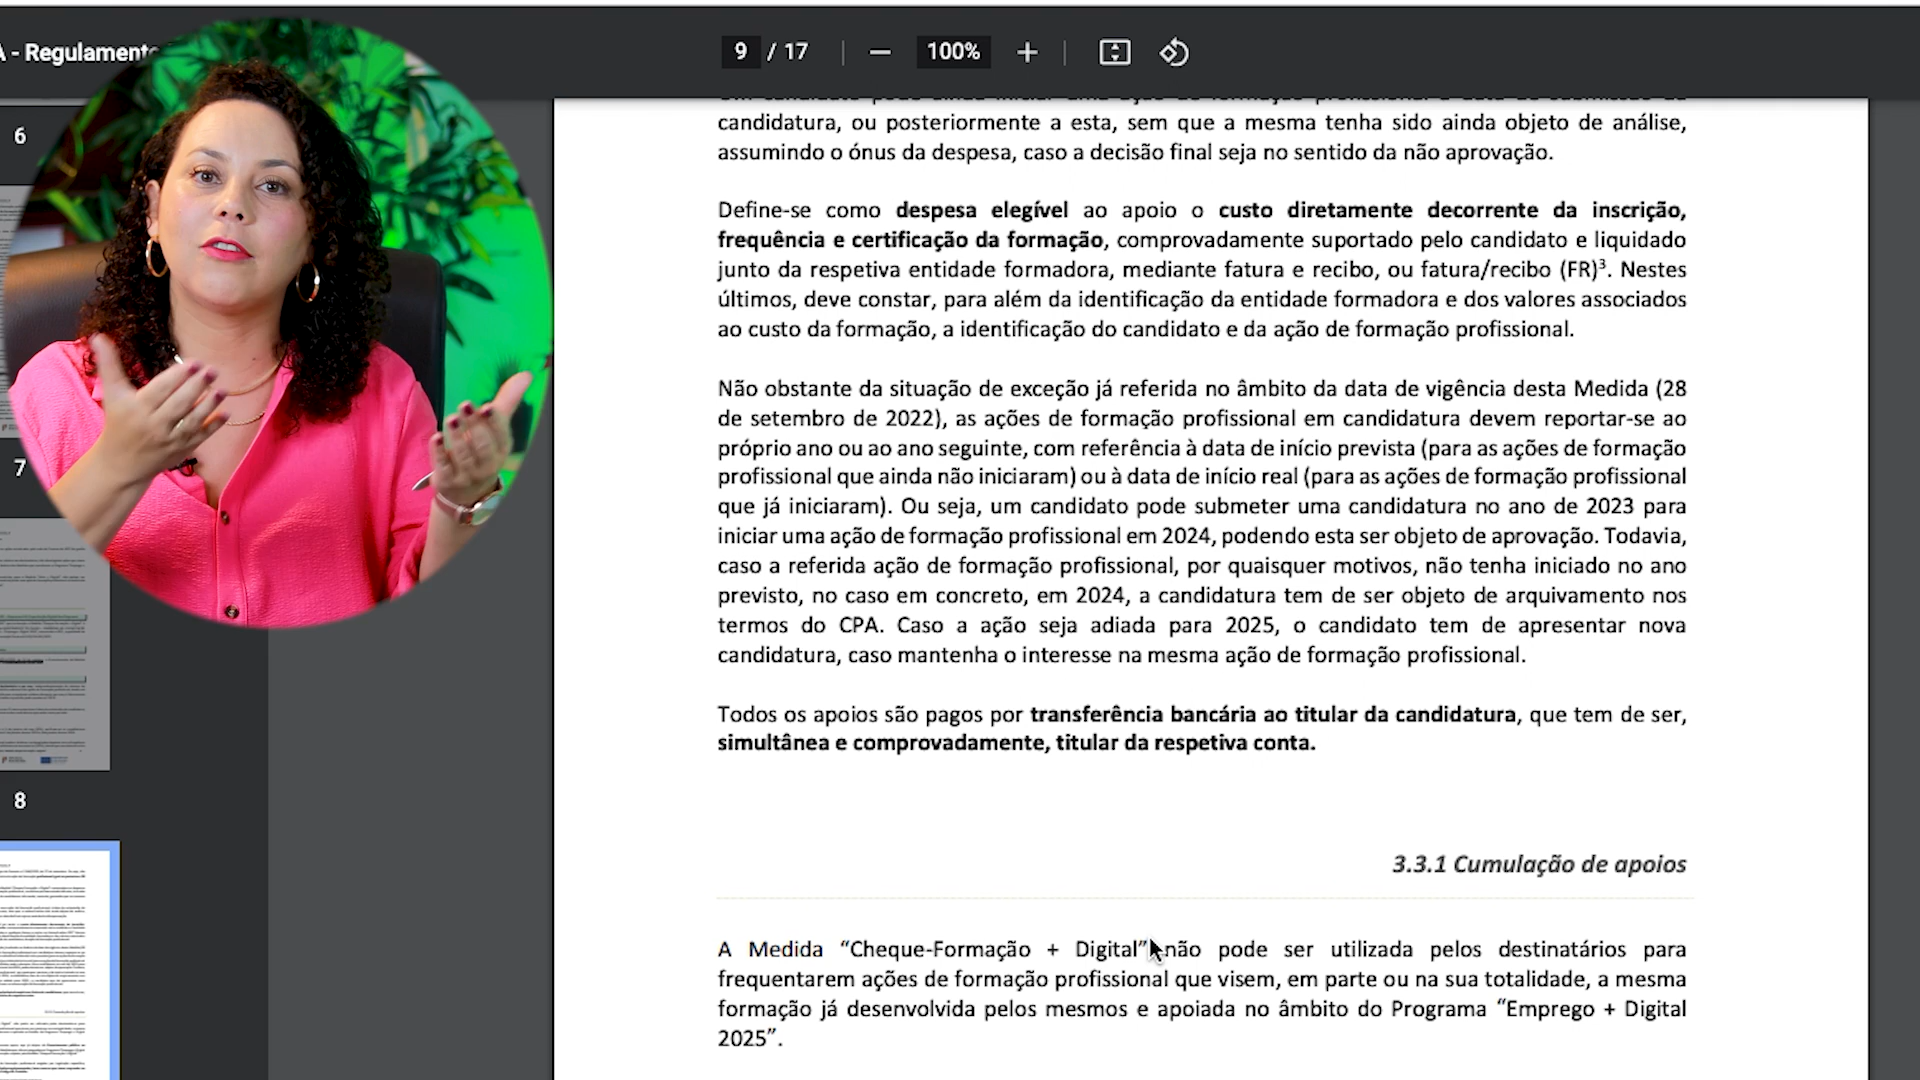 A - Regulamento
9 / 17
100%
6
7
8
candidatura, ou posteriormente a esta, sem que a mesma tenha sido ainda objeto de análise,
assumindo o ónus da despesa, caso a decisão final seja no sentido da não aprovação.
Define-se como despesa elegível ao apoio o custo diretamente decorrente da inscrição,
frequência e certificação da formação, comprovadamente suportado pelo candidato e liquidado
junto da respetiva entidade formadora, mediante fatura e recibo, ou fatura/recibo (FR)³. Nestes
últimos, deve constar, para além da identificação da entidade formadora e dos valores associados
ao custo da formação, a identificação do candidato e da ação de formação profissional.
Não obstante da situação de exceção já referida no âmbito da data de vigência desta Medida (28
de setembro de 2022), as ações de formação profissional em candidatura devem reportar-se ao
próprio ano ou ao ano seguinte, com referência à data de início prevista (para as ações de formação
profissional que ainda não iniciaram) ou à data de início real (para as ações de formação profissional
que já iniciaram). Ou seja, um candidato pode submeter uma candidatura no ano de 2023 para
iniciar uma ação de formação profissional em 2024, podendo esta ser objeto de aprovação. Todavia,
caso a referida ação de formação profissional, por quaisquer motivos, não tenha iniciado no ano
previsto, no caso em concreto, em 2024, a candidatura tem de ser objeto de arquivamento nos
termos do CPA. Caso a ação seja adiada para 2025, o candidato tem de apresentar nova
candidatura, caso mantenha o interesse na mesma ação de formação profissional.
Todos os apoios são pagos por transferência bancária ao titular da candidatura, que tem de ser,
simultânea e comprovadamente, titular da respetiva conta.
3.3.1 Cumulação de apoios
A Medida “Cheque-Formação + Digital” não pode ser utilizada pelos destinatários para
frequentarem ações de formação profissional que visem, em parte ou na sua totalidade, a mesma
formação já desenvolvida pelos mesmos e apoiada no âmbito do Programa “Emprego + Digital
2025”.